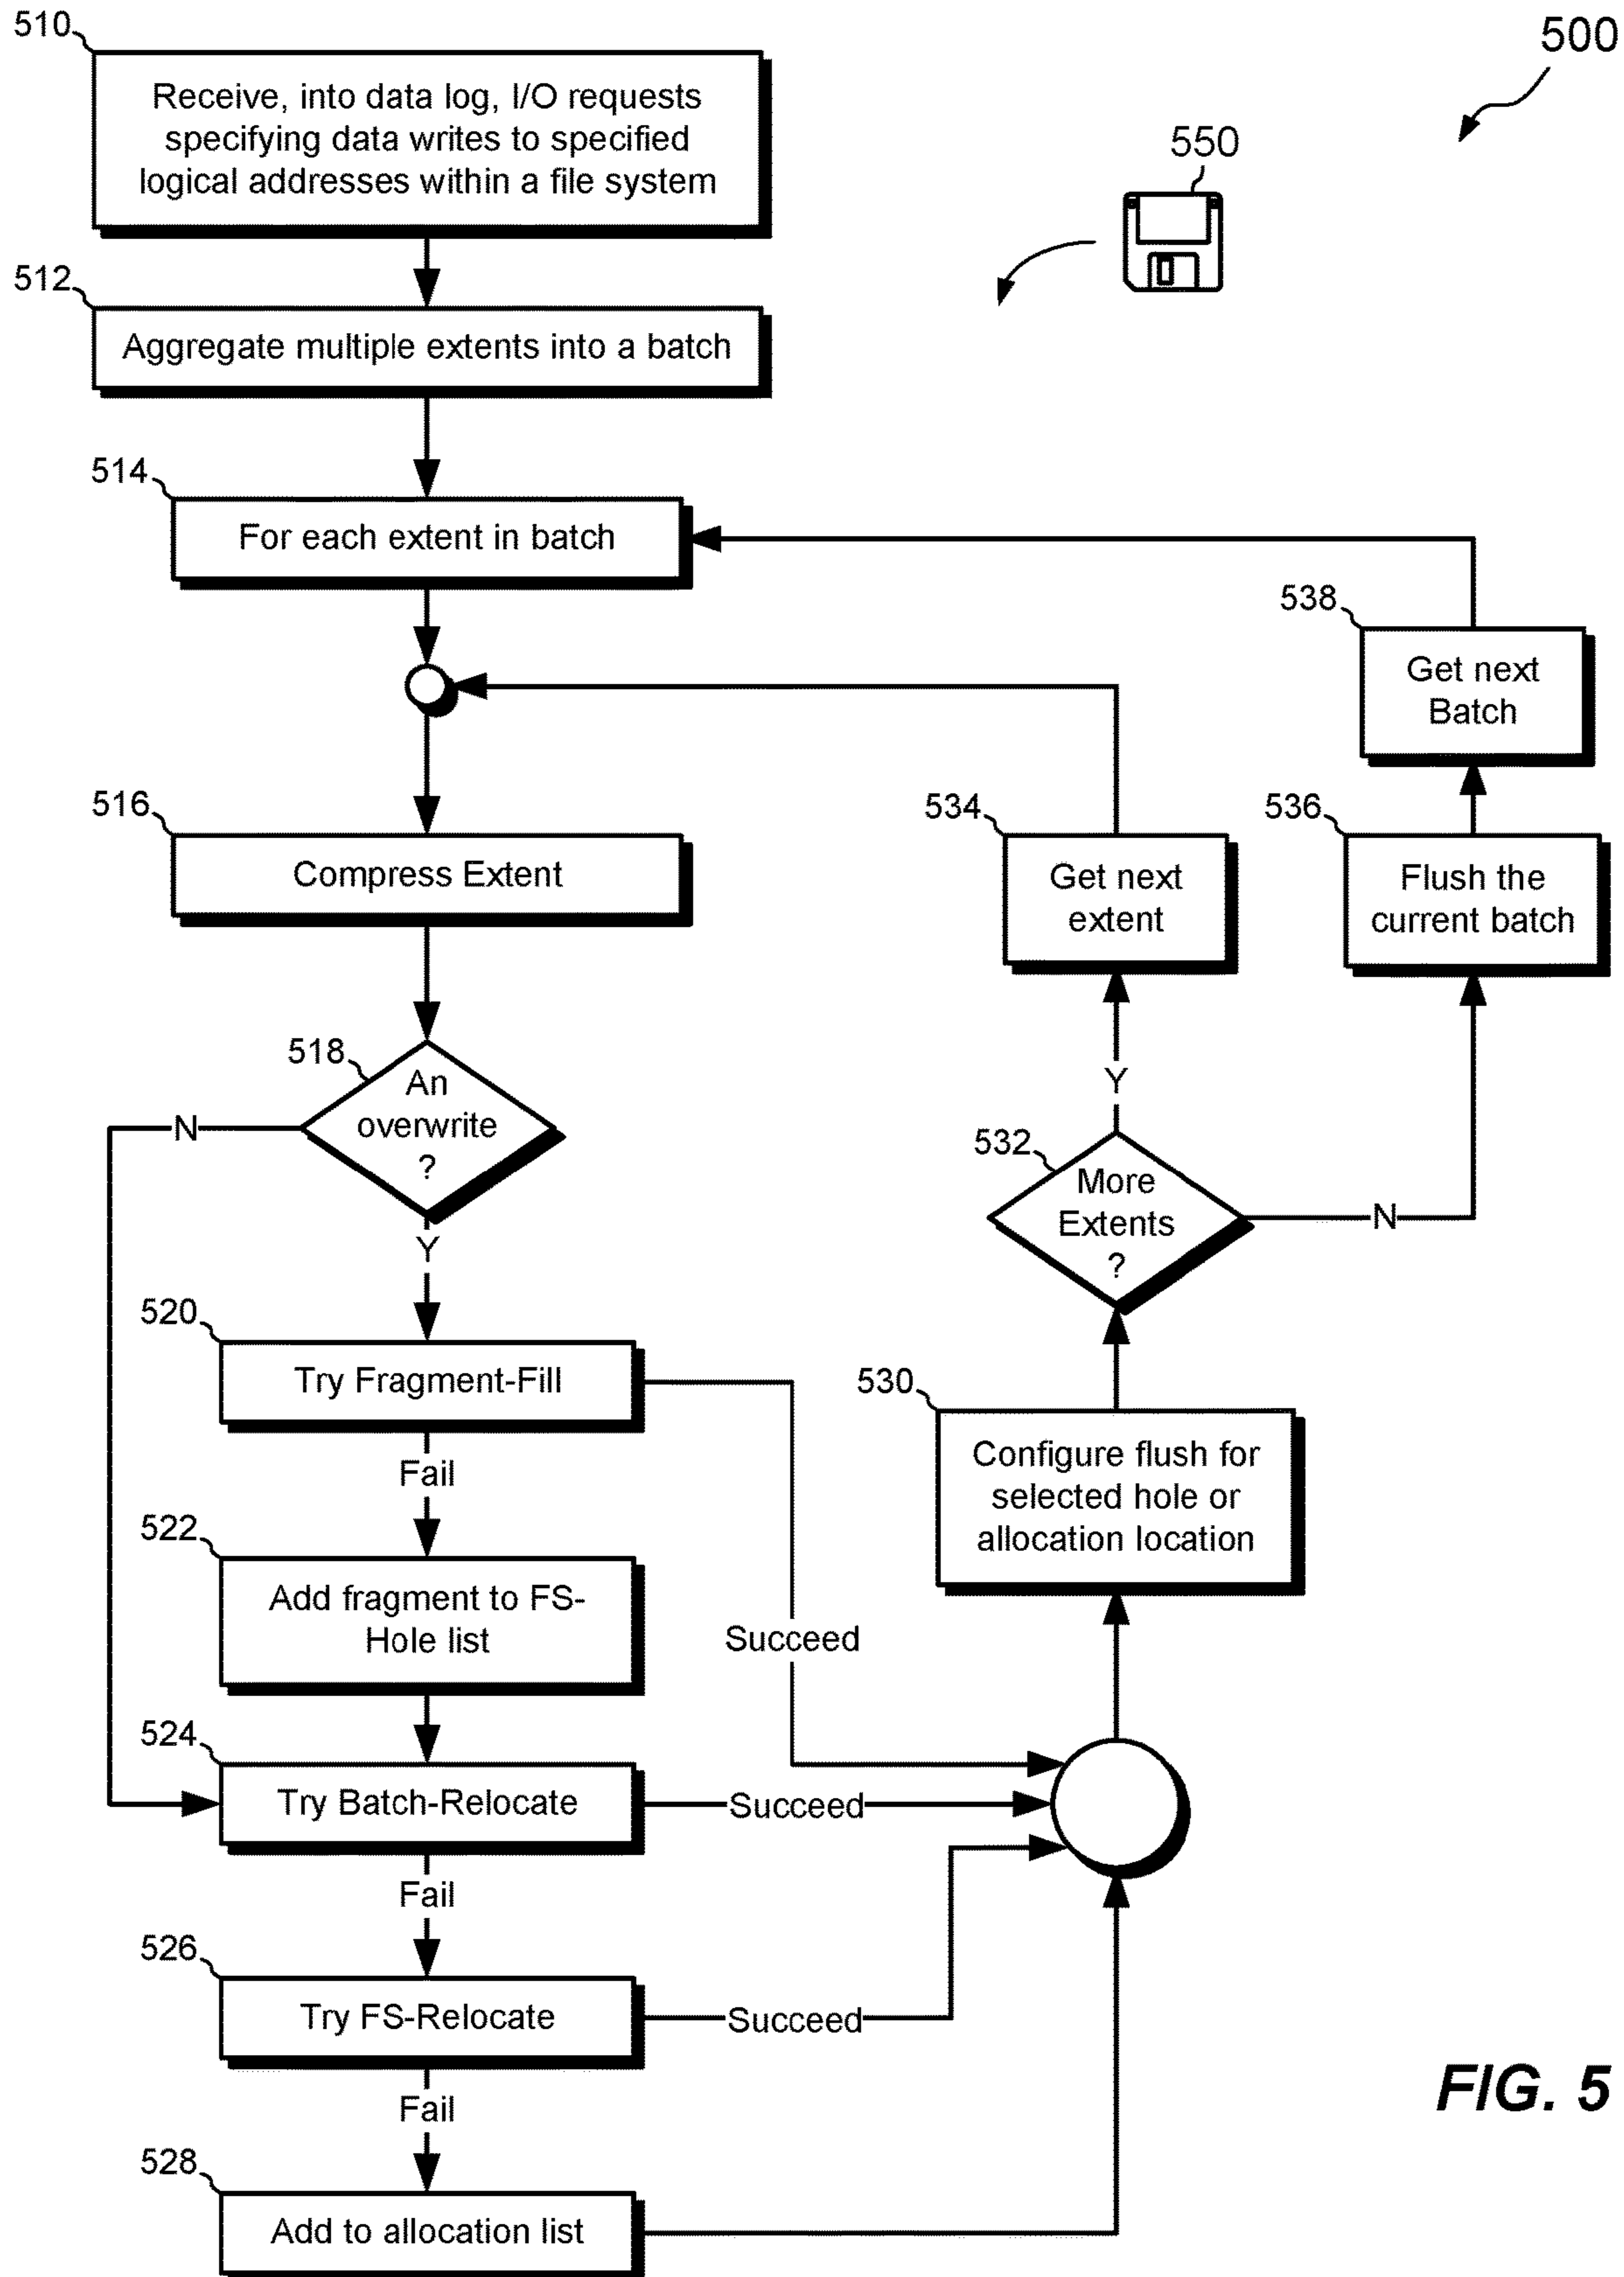 510
500
Receive, into data log, I/O requests
specifying data writes to specified
logical addresses within a file system
550
512
Aggregate multiple extents into a batch
514
For each extent in batch
538
Get next
Batch
516
Compress Extent
534
Get next
extent
536
Flush the
current batch
518
An
overwrite
?
N
Y
532
More
Extents
?
Y
N
520
Try Fragment-Fill
Succeed
Fail
530
Configure flush for
selected hole or
allocation location
522
Add fragment to FS-
Hole list
524
Try Batch-Relocate
Succeed
Fail
526
Try FS-Relocate
Succeed
Fail
528
Add to allocation list
FIG. 5